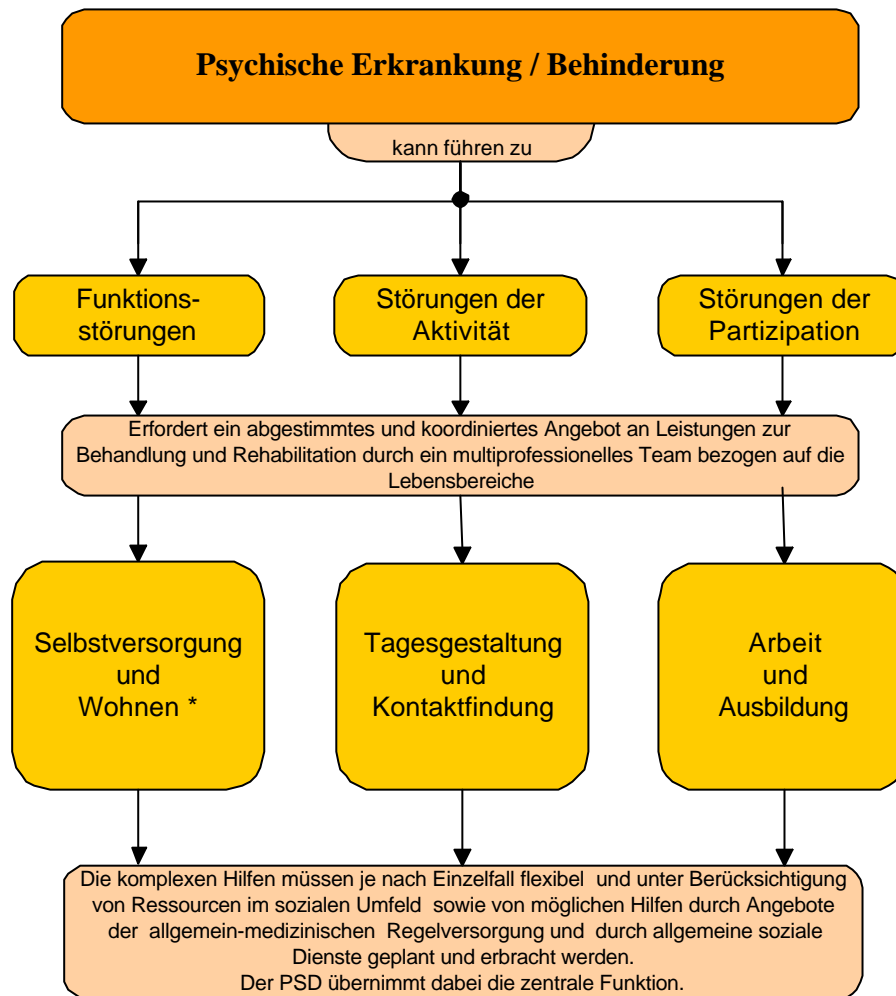 Psychische Erkrankung / Behinderung
kann führen zu
Funktions-
störungen
Störungen der
Aktivität
Störungen der
Partizipation
Erfordert ein abgestimmtes und koordiniertes Angebot an Leistungen zur
Behandlung und Rehabilitation durch ein multiprofessionelles Team bezogen auf die
Lebensbereiche
Selbstversorgung
und
Wohnen *
Tagesgestaltung
und
Kontaktfindung
Arbeit
und
Ausbildung
Die komplexen Hilfen müssen je nach Einzelfall flexibel und unter Berücksichtigung
von Ressourcen im sozialen Umfeld sowie von möglichen Hilfen durch Angebote
der allgemein-medizinischen Regelversorgung und durch allgemeine soziale
Dienste geplant und erbracht werden.
Der PSD übernimmt dabei die zentrale Funktion.